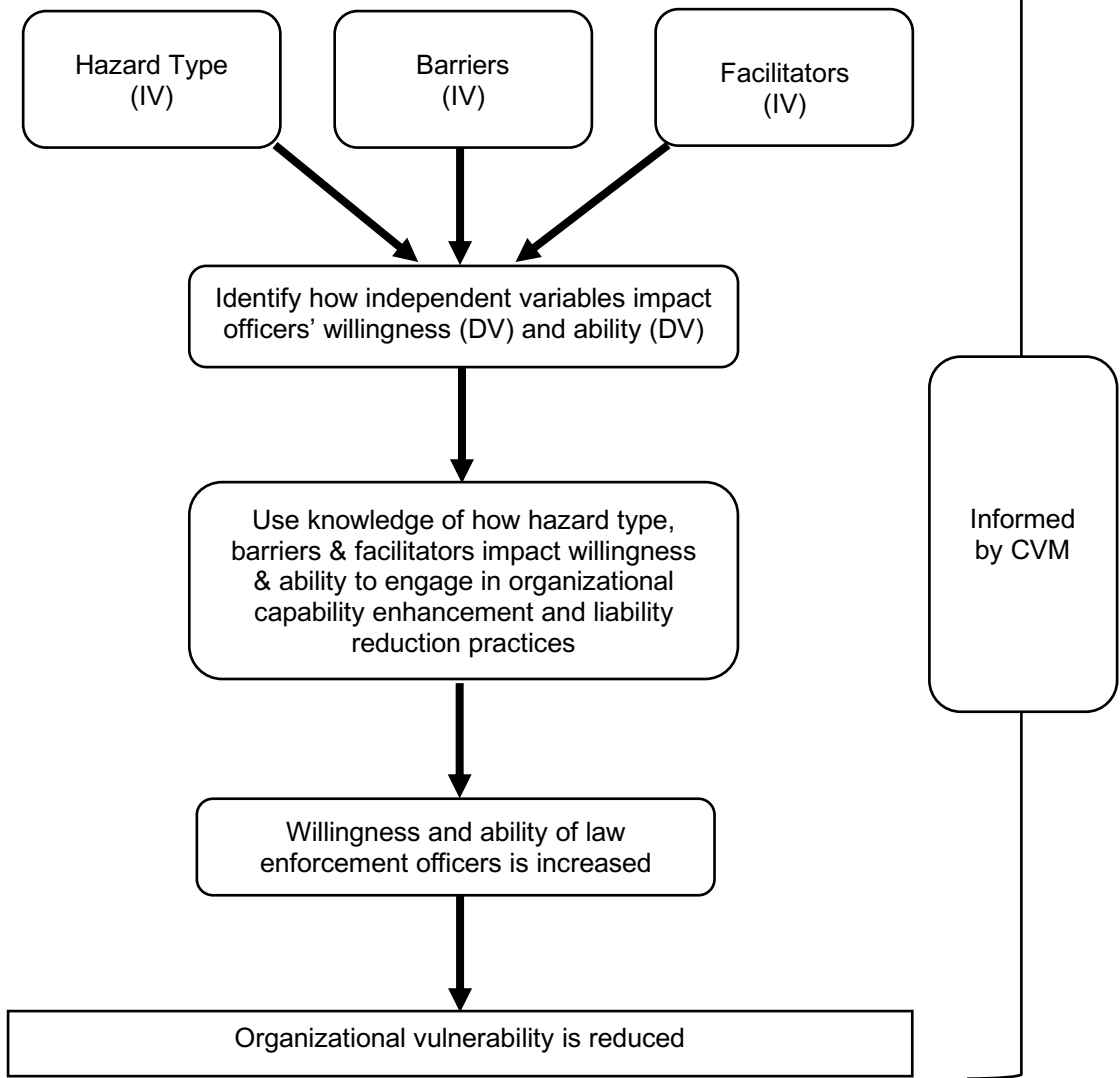 Hazard Type
(IV)
Barriers
(IV)
Facilitators
(IV)
Identify how independent variables impact
officers’ willingness (DV) and ability (DV)
Use knowledge of how hazard type,
barriers & facilitators impact willingness
& ability to engage in organizational
capability enhancement and liability
reduction practices
Informed
by CVM
Willingness and ability of law
enforcement officers is increased
Organizational vulnerability is reduced